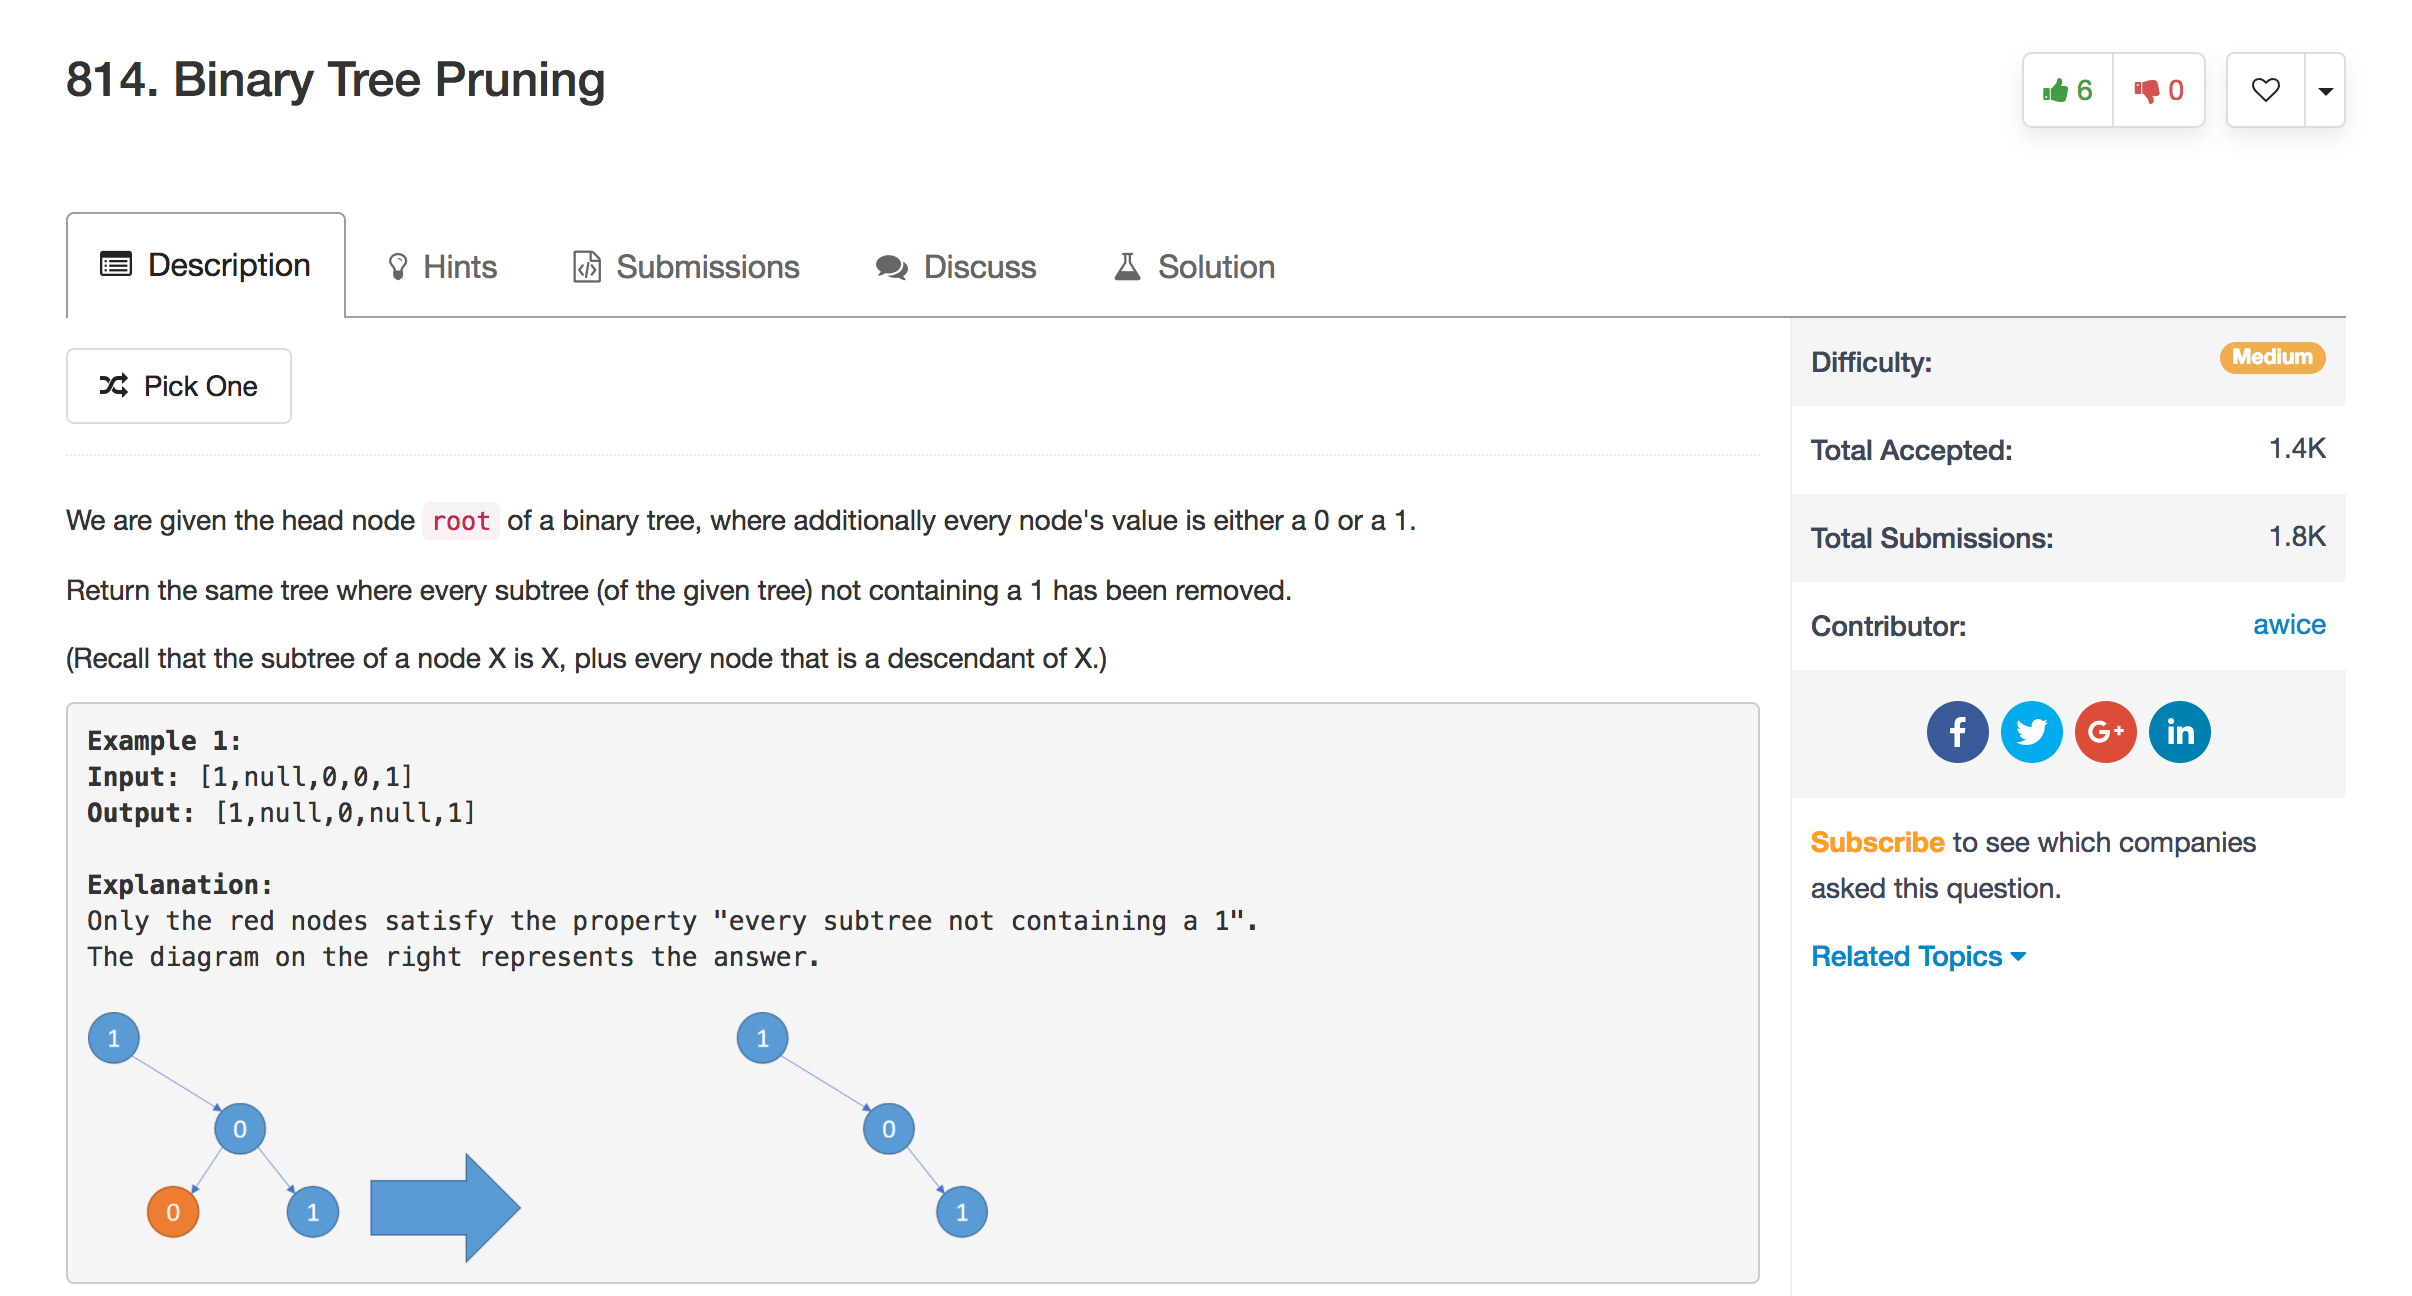 814. Binary Tree Pruning
6
0
Description
Hints
Submissions
Discuss
Solution
Pick One
Difficulty:
Medium
Total Accepted:
1.4K
Total Submissions:
1.8K
Contributor:
awice
f
G+
in
Subscribe to see which companies
asked this question.
Related Topics
We are given the head node root of a binary tree, where additionally every node's value is either a 0 or a 1.
Return the same tree where every subtree (of the given tree) not containing a 1 has been removed.
(Recall that the subtree of a node X is X, plus every node that is a descendant of X.)
Example 1:
Input: [1,null,0,0,1]
Output: [1,null,0,null,1]
Explanation:
Only the red nodes satisfy the property "every subtree not containing a 1".
The diagram on the right represents the answer.
1
0
0
1
1
0
1